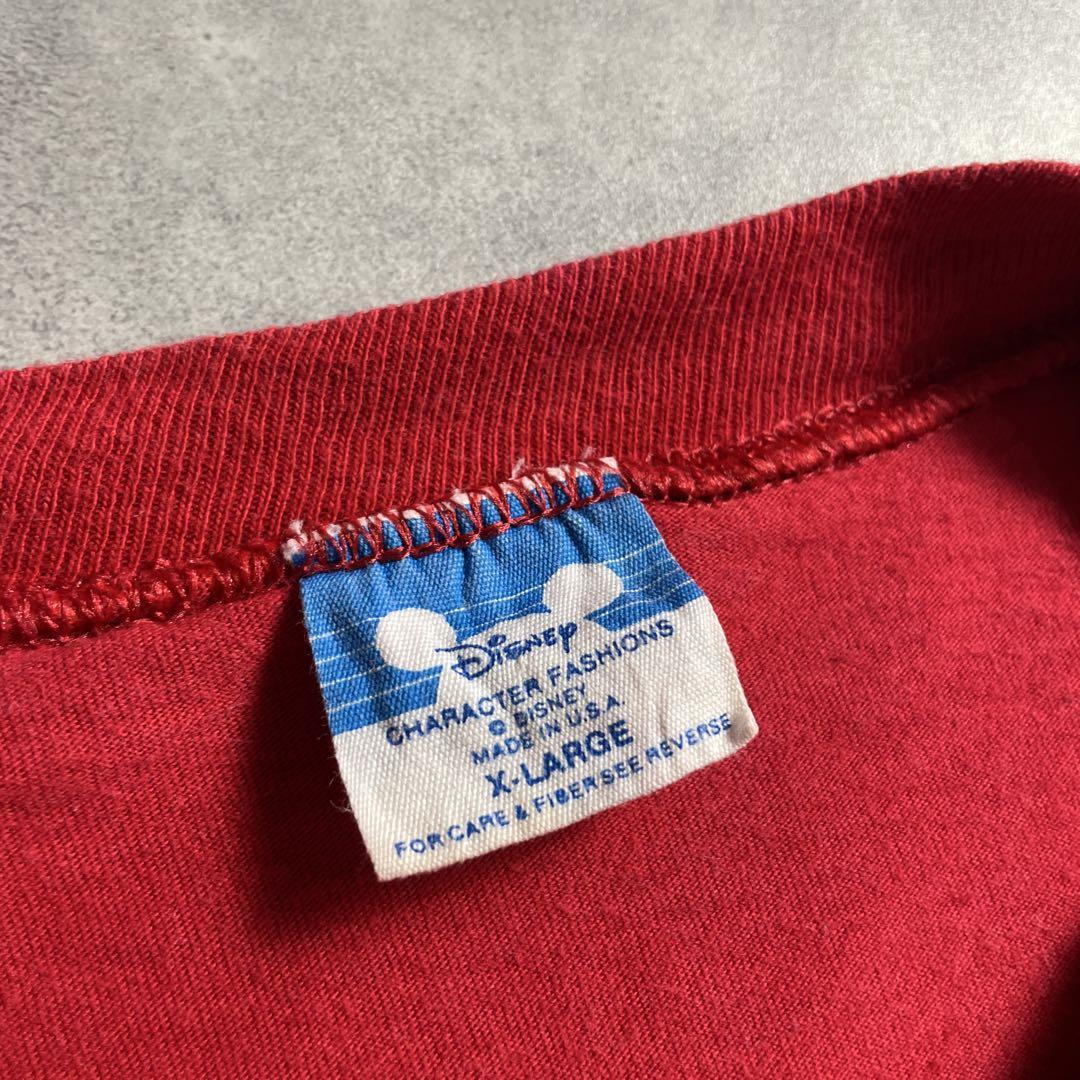 Disney
CHARACTER FASHIONS
© DISNEY
MADE IN U.S.A.
X-LARGE
FOR CARE & FIBER SEE REVERSE